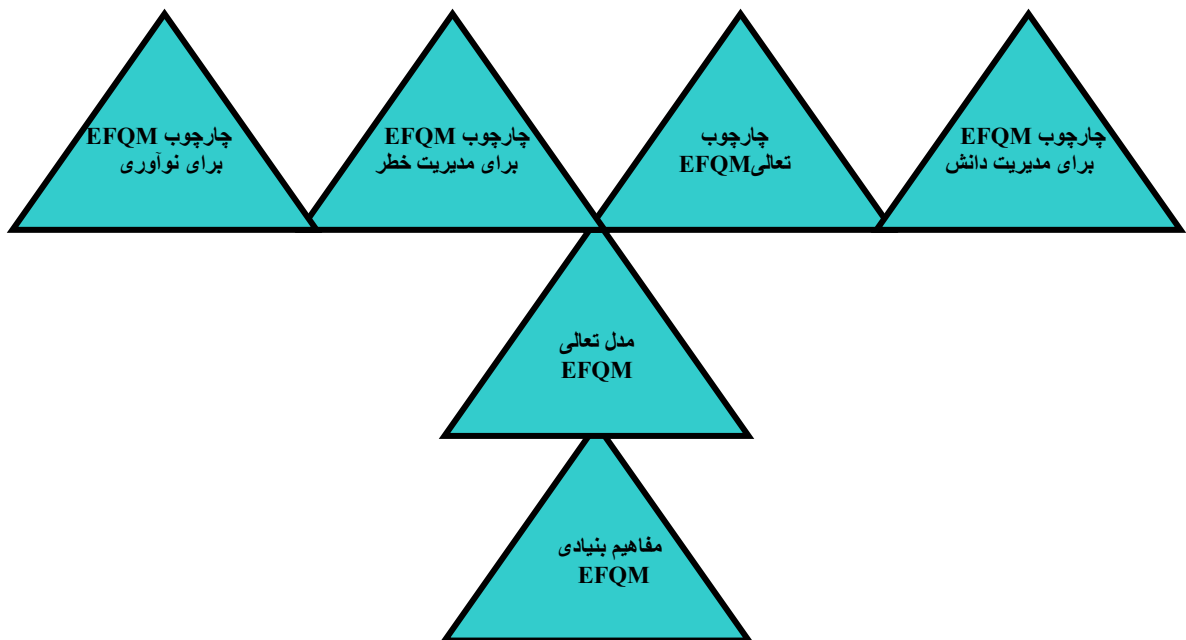 چارچوب EFQM
برای مدیریت دانش
چارچوب
تعالیEFQM
چارچوب EFQM
برای مدیریت خطر
چارچوب EFQM
برای نوآوری
مدل تعالی
EFQM
مفاهیم بنیادی
EFQM